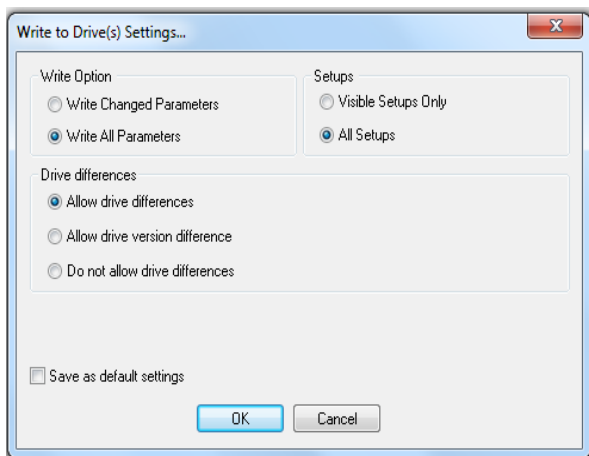 Write to Drive(s) Settings...
Write Option
Write Changed Parameters
Write All Parameters
Setups
Visible Setups Only
All Setups
Drive differences
Allow drive differences
Allow drive version difference
Do not allow drive differences
Save as default settings
OK
Cancel